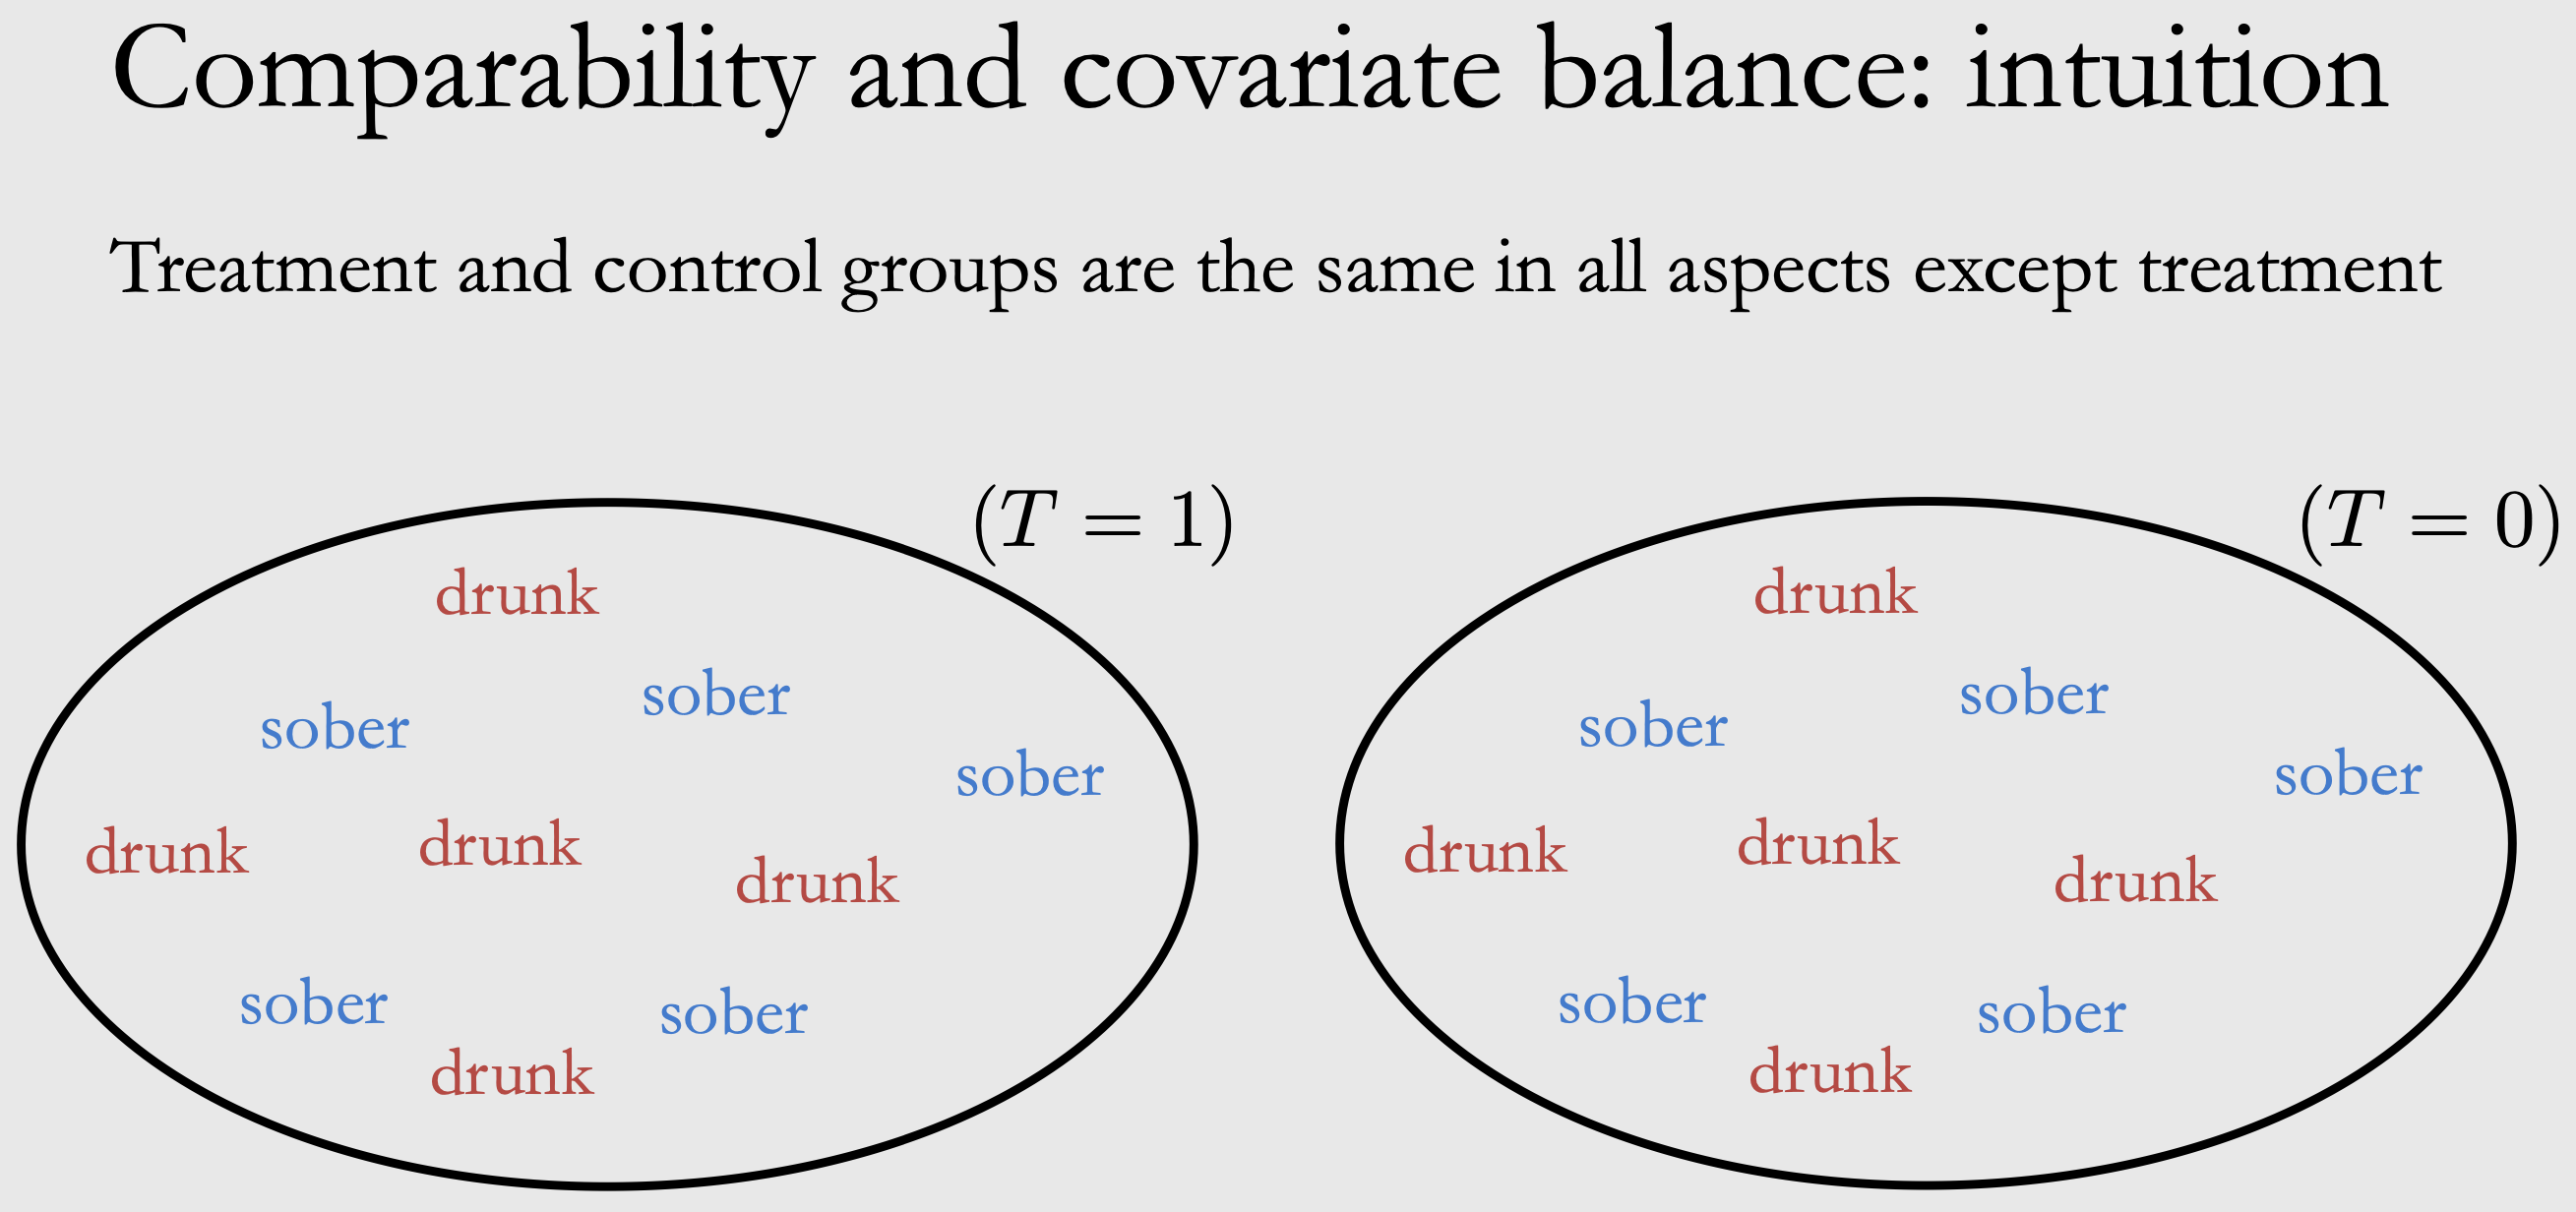 Comparability and covariate balance: intuition
Treatment and control groups are the same in all aspects except treatment
(T = 1)
drunk
sober
sober
sober
drunk
drunk
drunk
sober
sober
drunk
(T = 0)
drunk
sober
sober
sober
drunk
drunk
drunk
sober
sober
drunk